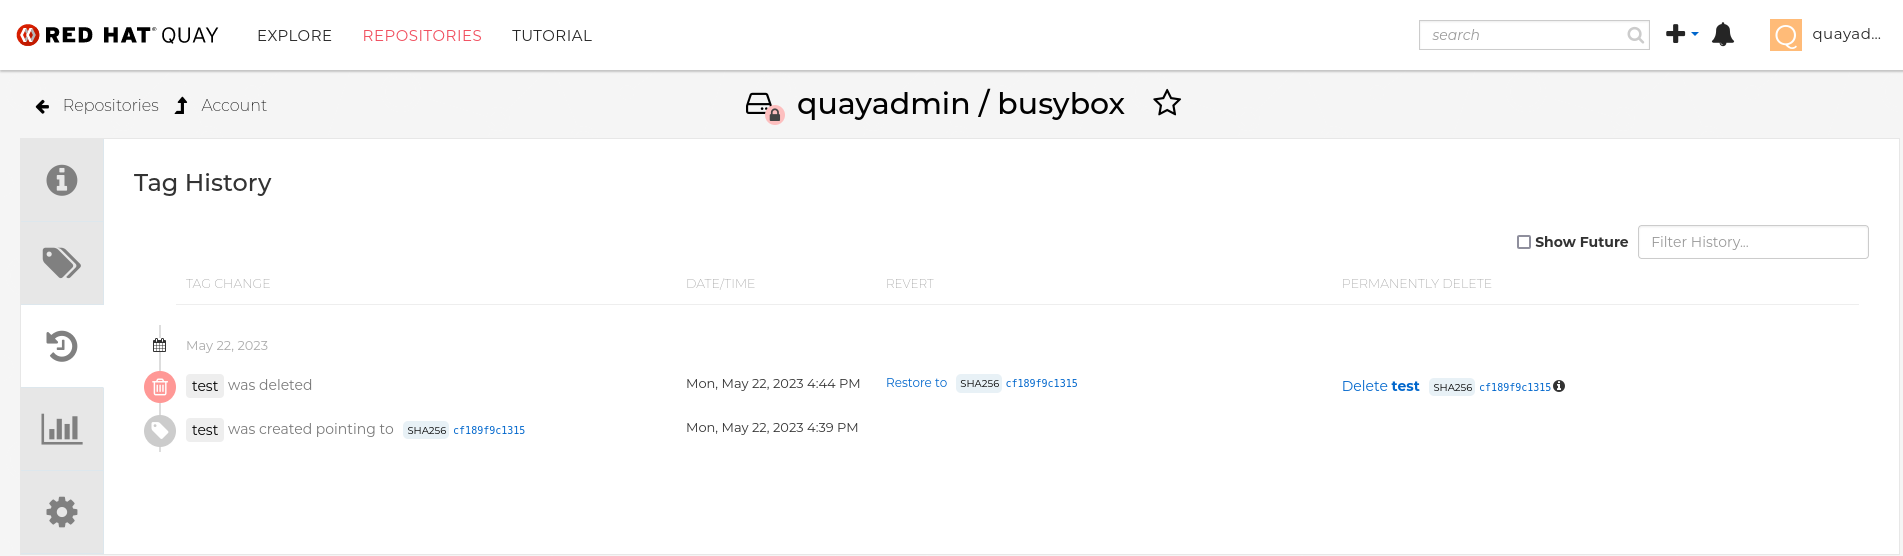 RED HAT® QUAY EXPLORE REPOSITORIES TUTORIAL search Q quayad...
Repositories Account quayadmin / busybox
Tag History
Show Future Filter History...
TAG CHANGE DATE/TIME REVERT PERMANENTLY DELETE
May 22, 2023
test was deleted Mon, May 22, 2023 4:44 PM Restore to SHA256 cf189f9c1315 Delete test SHA256 cf189f9c1315
test was created pointing to SHA256 cf189f9c1315 Mon, May 22, 2023 4:39 PM